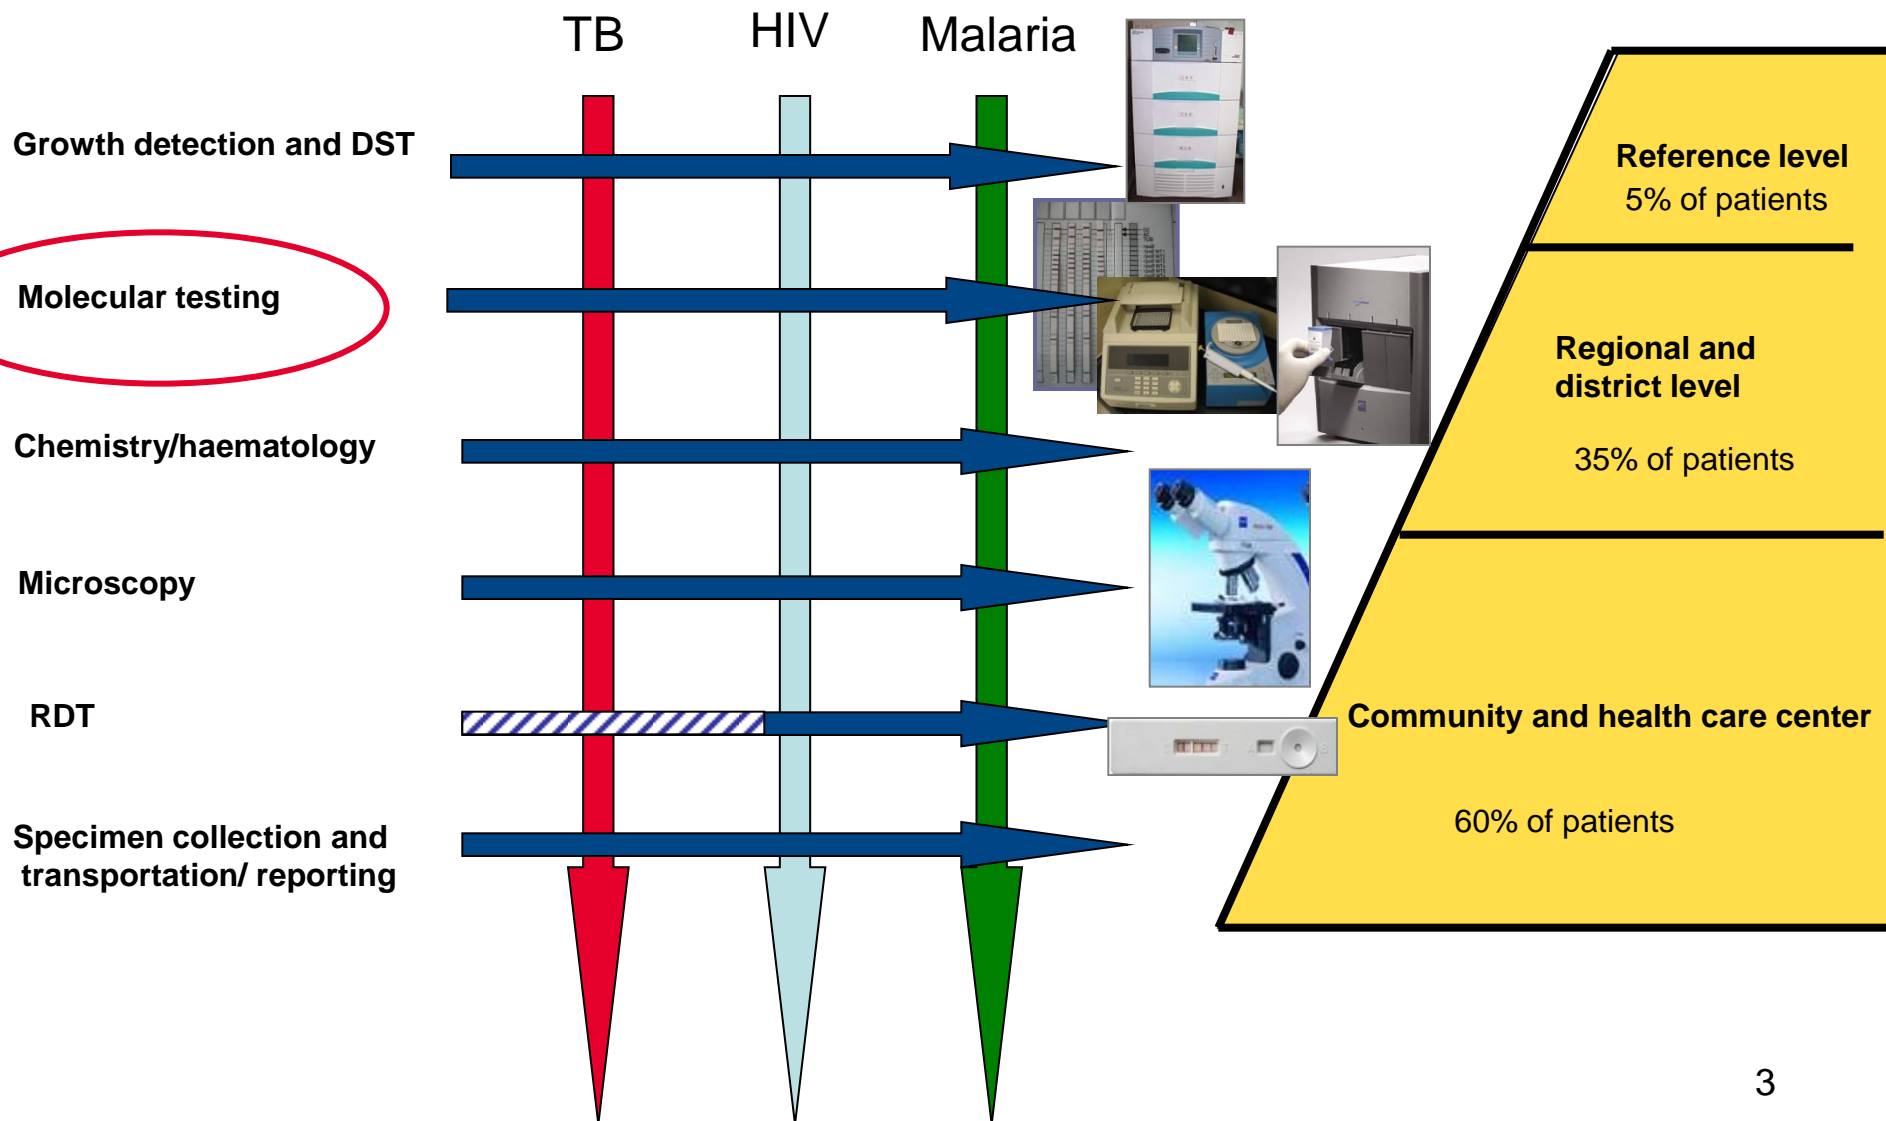 TB
HIV
Malaria
Growth detection and DST
Molecular testing
Chemistry/haematology
Microscopy
RDT
Specimen collection and
transportation/ reporting
Reference level
5% of patients
Regional and
district level
35% of patients
Community and health care center
60% of patients
3